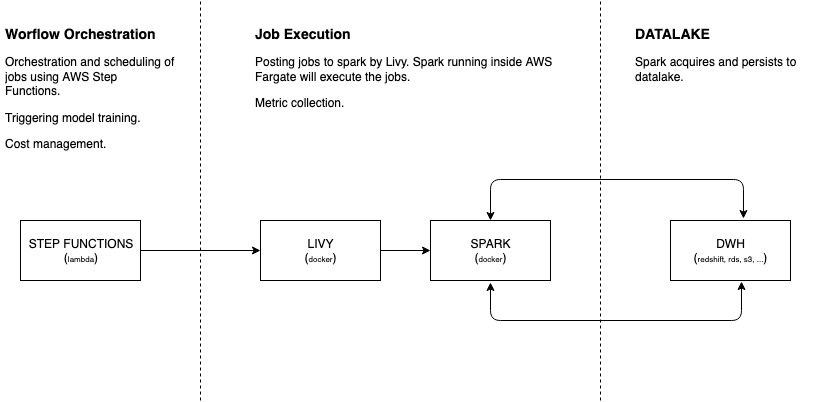 Worflow Orchestration
Orchestration and scheduling of
jobs using AWS Step
Functions.
Triggering model training.
Cost management.
Job Execution
Posting jobs to spark by Livy. Spark running inside AWS
Fargate will execute the jobs.
Metric collection.
DATALAKE
Spark acquires and persists to
datalake.
STEP FUNCTIONS
(lambda)
LIVY
(docker)
SPARK
(docker)
DWH
(redshift, rds, s3, ...)